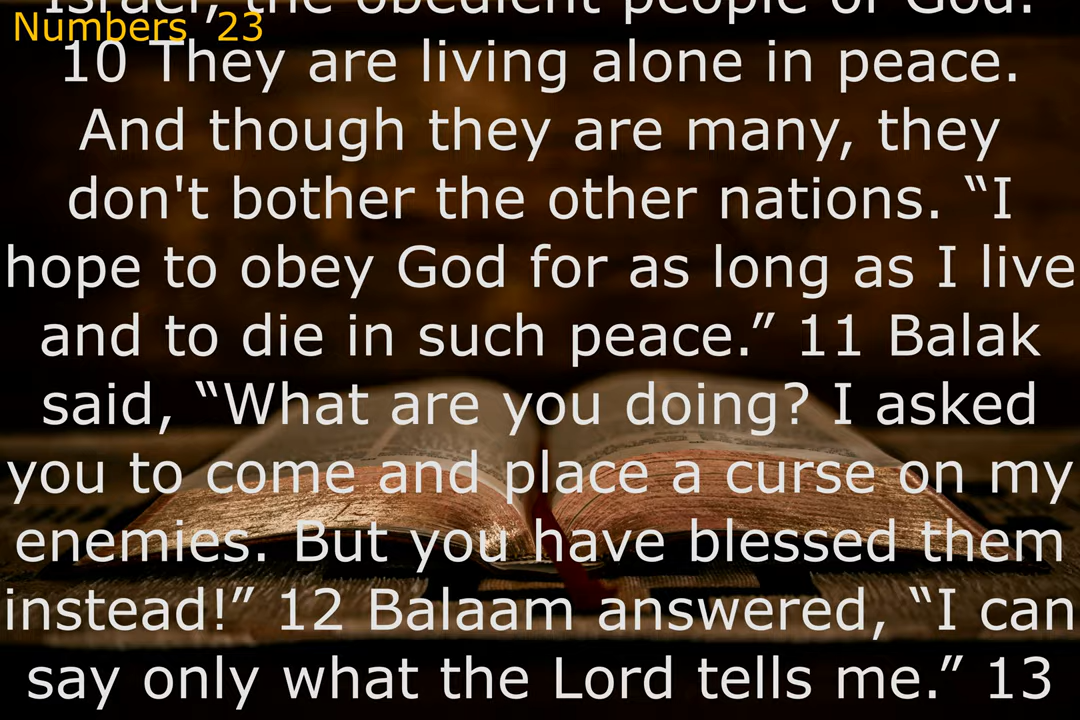 Israel, the obedient people of God.
Numbers 23
10 They are living alone in peace.
And though they are many, they
don't bother the other nations. “I
hope to obey God for as long as I live
and to die in such peace.” 11 Balak
said, “What are you doing? I asked
you to come and place a curse on my
enemies. But you have blessed them
instead!” 12 Balaam answered, “I can
say only what the Lord tells me.” 13